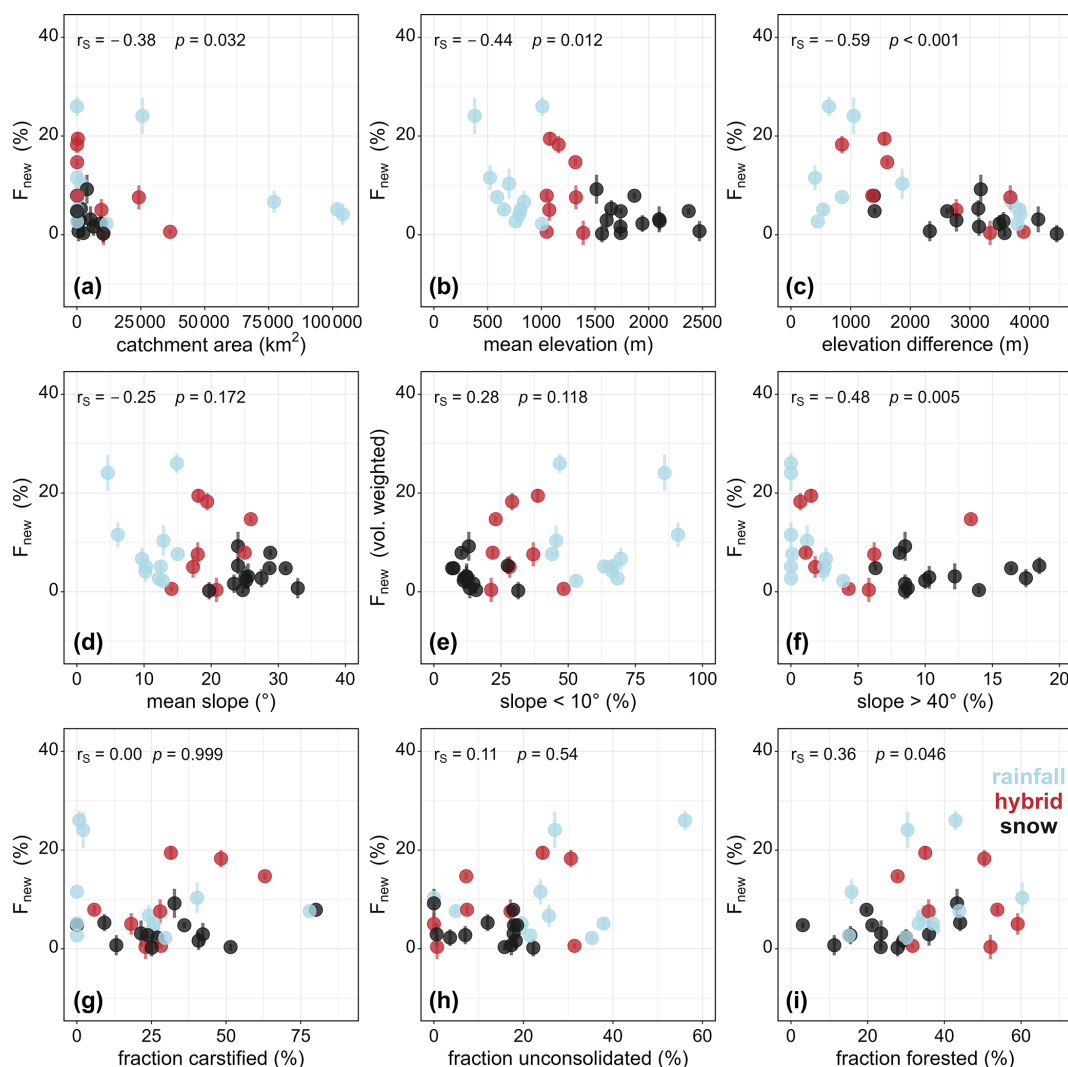 r_S = −0.38 p = 0.032
F_new (%)
40
20
0
(a)
0 25000 50000 75000 100000
catchment area (km²)
r_S = −0.44 p = 0.012
F_new (%)
40
20
0
(b)
0 500 1000 1500 2000 2500
mean elevation (m)
r_S = −0.59 p < 0.001
F_new (%)
40
20
0
(c)
0 1000 2000 3000 4000
elevation difference (m)
r_S = −0.25 p = 0.172
F_new (%)
40
20
0
(d)
0 10 20 30 40
mean slope (°)
r_S = 0.28 p = 0.118
F_new (vol. weighted)
40
20
0
(e)
0 25 50 75 100
slope < 10° (%)
r_S = −0.48 p = 0.005
F_new (%)
40
20
0
(f)
0 5 10 15 20
slope > 40° (%)
r_S = 0.00 p = 0.999
F_new (%)
40
20
0
(g)
0 25 50 75
fraction carstified (%)
r_S = 0.11 p = 0.54
F_new (%)
40
20
0
(h)
0 20 40 60
fraction unconsolidated (%)
r_S = 0.36 p = 0.046
F_new (%)
40
20
0
rainfall
hybrid
snow
(i)
0 20 40 60
fraction forested (%)